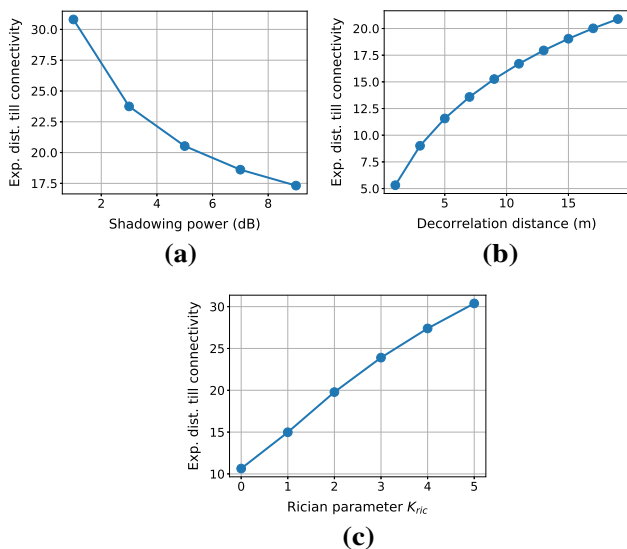 Exp. dist. till connectivity
30.0
27.5
25.0
22.5
20.0
17.5
2 4 6 8
Shadowing power (dB)
(a)
Exp. dist. till connectivity
20.0
17.5
15.0
12.5
10.0
7.5
5.0
5 10 15
Decorrelation distance (m)
(b)
Exp. dist. till connectivity
30
25
20
15
10
0 1 2 3 4 5
Rician parameter K_ric
(c)